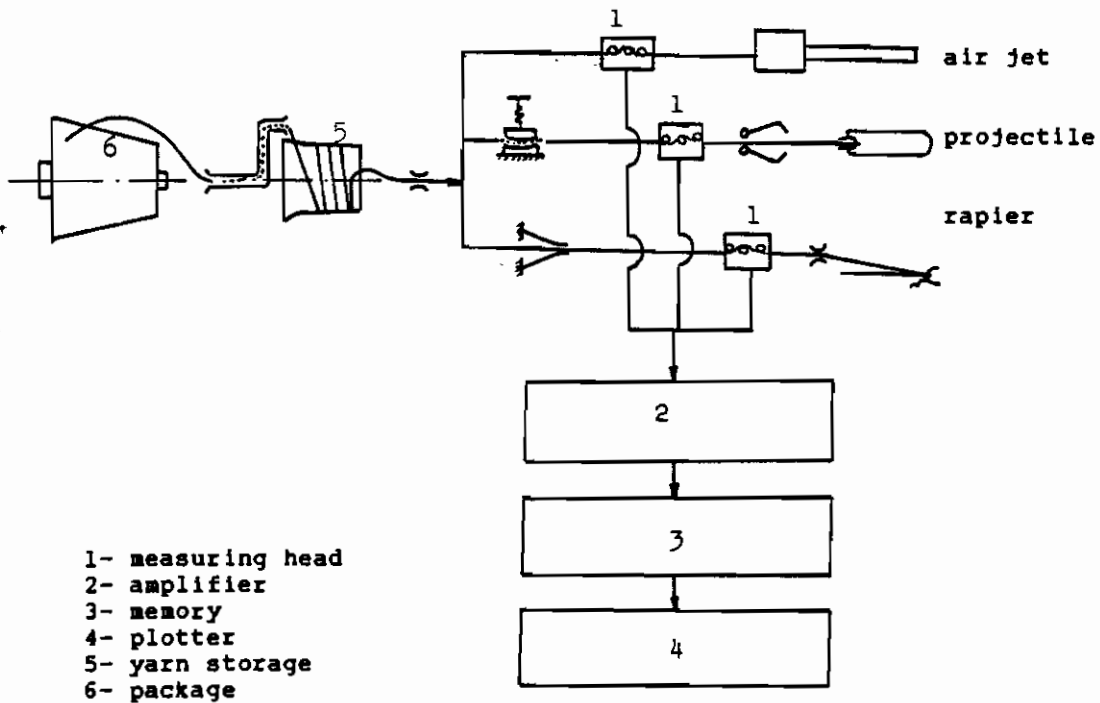 1
air jet
1
projectile
6
5
1
rapier
2
3
1- measuring head
2- amplifier
3- memory
4- plotter
5- yarn storage
6- package
4